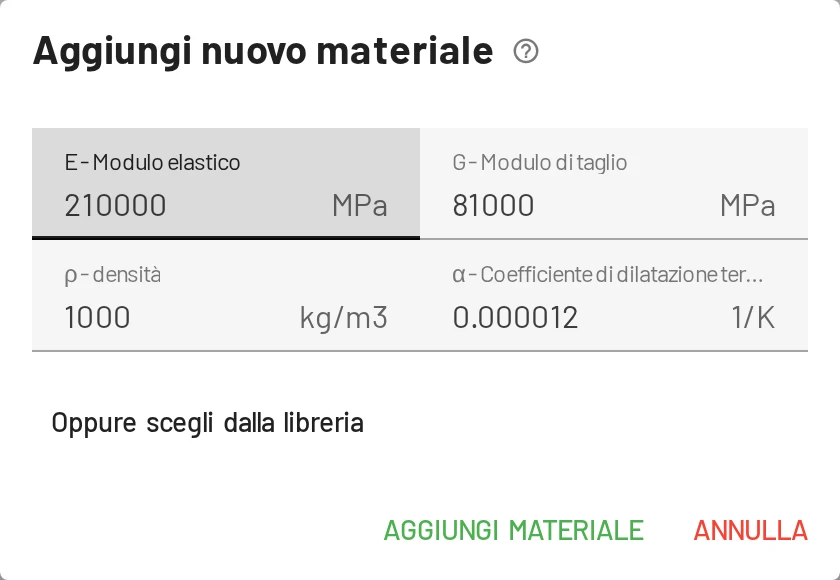 Aggiungi nuovo materiale ?
E - Modulo elastico G - Modulo di taglio
210000 MPa 81000 MPa
ρ - densità α - Coefficiente di dilatazione ter...
1000 kg/m3 0.000012 1/K
Oppure scegli dalla libreria
AGGIUNGI MATERIALE ANNULLA